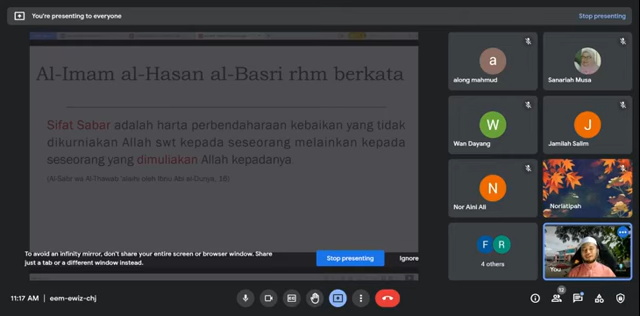 You're presenting to everyone
Stop presenting
Al-Imam al-Hasan al-Basri rhm berkata
Sifat Sabar adalah harta perbendaharaan kebaikan yang tidak
dikurniakan Allah swt kepada seseorang melainkan kepada
seseorang yang dimuliakan Allah kepadanya
(Al-Sabr wa Al-Thawab 'alaihi oleh Ibnu Abi al-Dunya, 16)
To avoid an infinity mirror, don't share your entire screen or browser window. Share
just a tab or a different window instead.
Stop presenting
Ignore
a
along mahmud
Sanariah Musa
W
Wan Dayang
J
Jamilah Salim
N
Nor Aini Ali
Norlatipah
F R
4 others
You
11:17 AM | eem-ewiz-chj